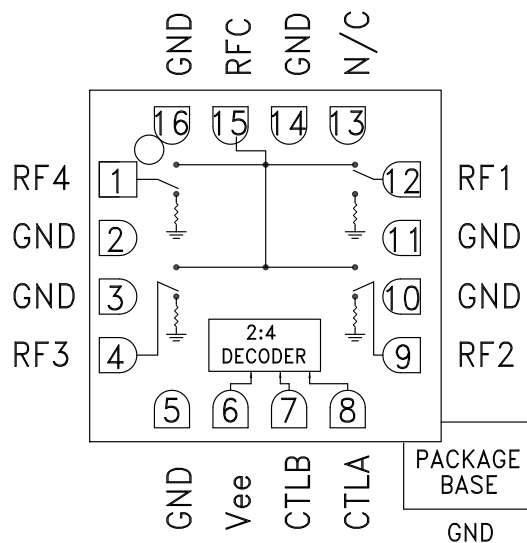 GND RFC GND N/C
16 15 14 13
RF4 1 12 RF1
GND 2 11 GND
GND 3 10 GND
RF3 4 9 RF2
2:4
DECODER
5 6 7 8
GND Vee CTLB CTLA
PACKAGE
BASE
GND